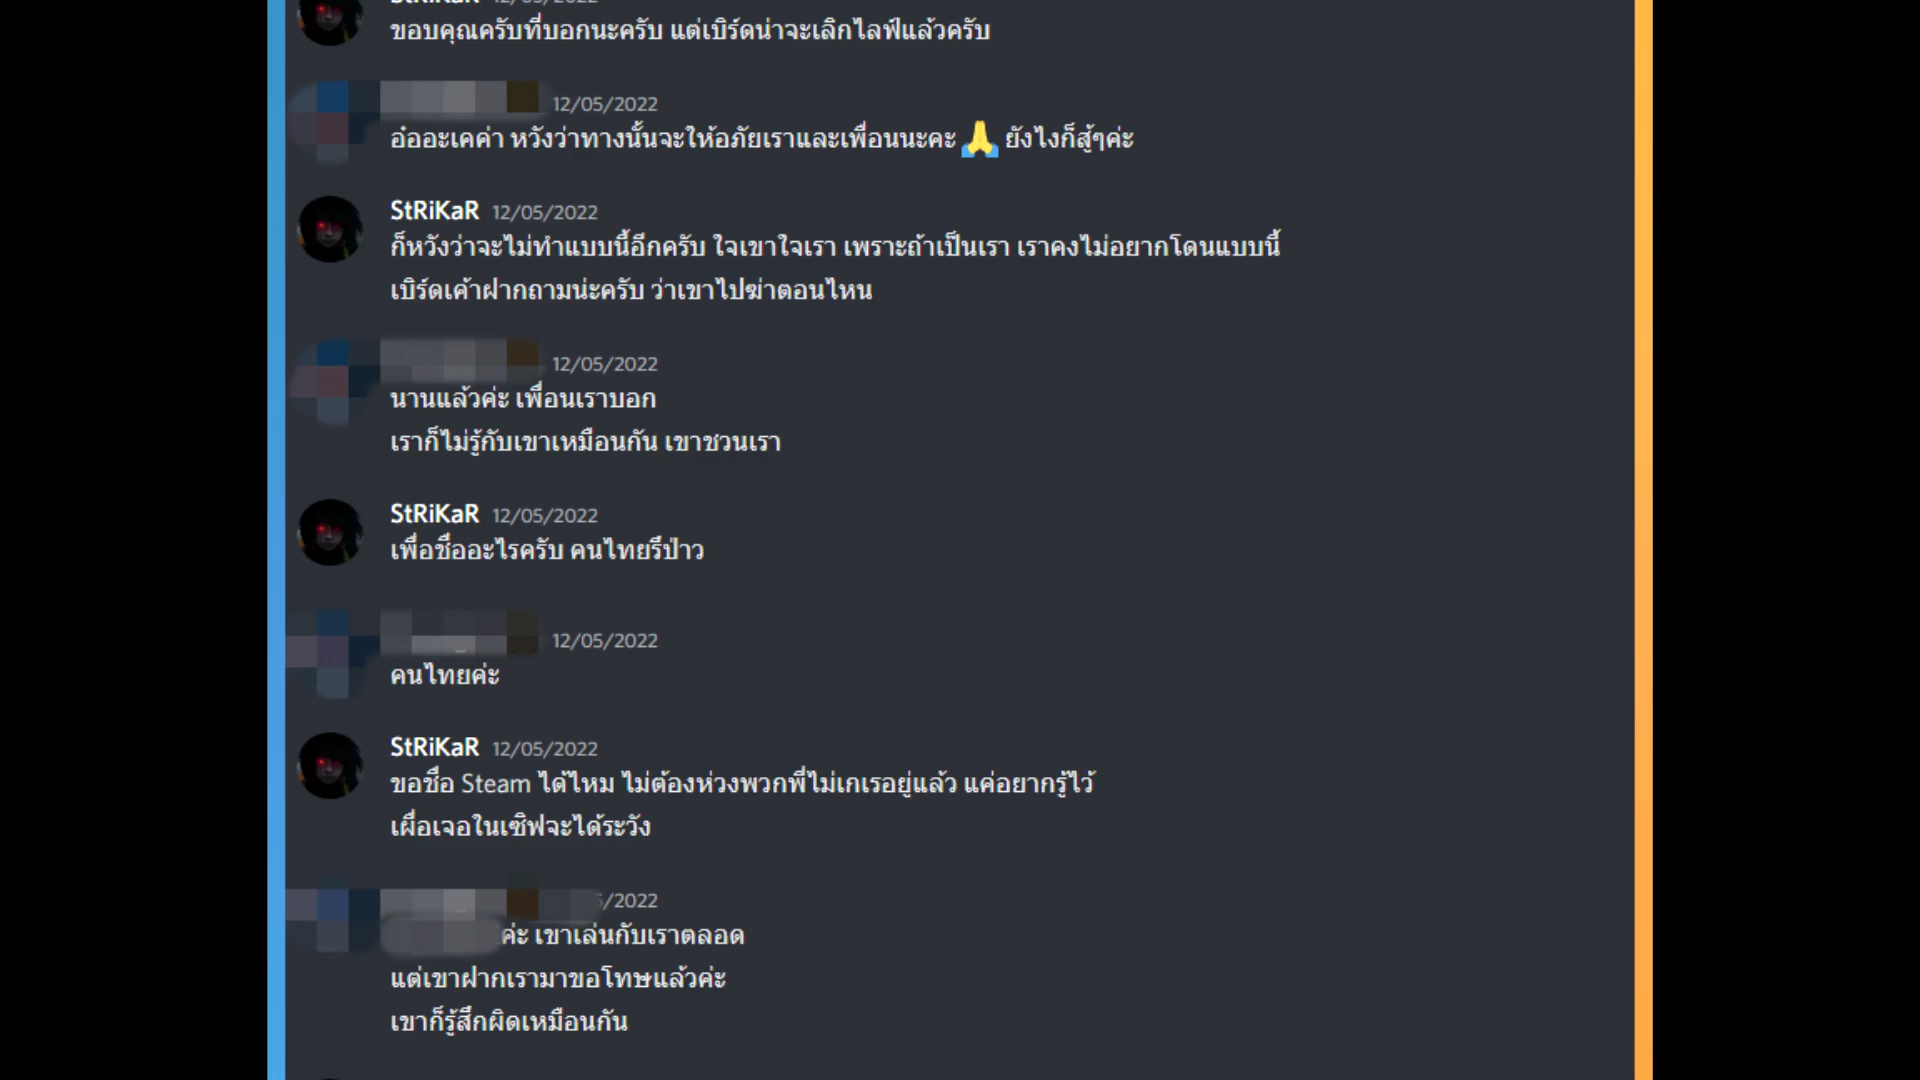 StRiKaR 12/05/2022
ขอบคุณครับที่บอกนะครับ แต่เบิร์ดน่าจะเลิกไลฟ์แล้วครับ
12/05/2022
อ๋ออะเคค่า หวังว่าทางนั้นจะให้อภัยเราและเพื่อนนะคะ 🙏 ยังไงก็สู้ๆค่ะ
StRiKaR 12/05/2022
ก็หวังว่าจะไม่ทำแบบนี้อีกครับ ใจเขาใจเรา เพราะถ้าเป็นเรา เราคงไม่อยากโดนแบบนี้
เบิร์ดเค้าฝากถามน่ะครับ ว่าเขาไปฆ่าตอนไหน
12/05/2022
นานแล้วค่ะ เพื่อนเราบอก
เราก็ไม่รู้กับเขาเหมือนกัน เขาชวนเรา
StRiKaR 12/05/2022
เพื่อชื่ออะไรครับ คนไทยรึป่าว
12/05/2022
คนไทยค่ะ
StRiKaR 12/05/2022
ขอชื่อ Steam ได้ไหม ไม่ต้องห่วงพวกพี่ไม่เกเรอยู่แล้ว แค่อยากรู้ไว้
เผื่อเจอในเซิฟจะได้ระวัง
5/2022
ค่ะ เขาเล่นกับเราตลอด
แต่เขาฝากเรามาขอโทษแล้วค่ะ
เขาก็รู้สึกผิดเหมือนกัน